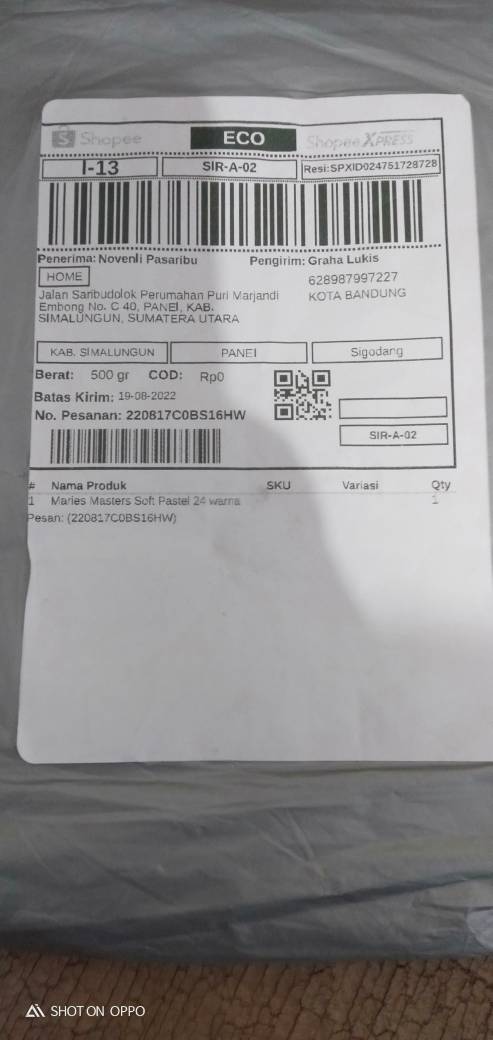 Shopee
ECO
Shopee XPRESS
I-13
SIR-A-02
Resi:SPXID024751728728
Penerima: Novenli Pasaribu
Pengirim: Graha Lukis
HOME
628987997227
Jalan Saribudolok Perumahan Puri Marjandi
KOTA BANDUNG
Embong No. C 40, PANEI, KAB.
SIMALUNGUN, SUMATERA UTARA
KAB. SIMALUNGUN
PANEI
Sigodang
Berat: 500 gr COD: Rp0
Batas Kirim: 19-08-2022
No. Pesanan: 220817C0BS16HW
SIR-A-02
# Nama Produk SKU Variasi Qty
1 Maries Masters Soft Pastel 24 warna 1
Pesan: (220817C0BS16HW)
SHOT ON OPPO